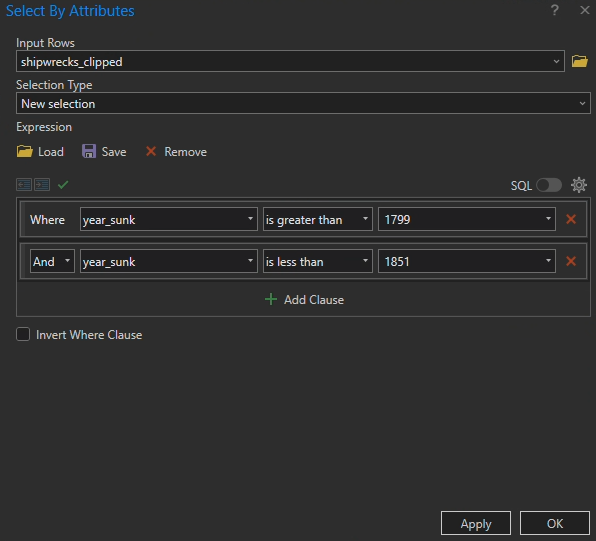 Select By Attributes ? ×
Input Rows
shipwrecks_clipped
Selection Type
New selection
Expression
Load Save Remove
SQL
Where year_sunk is greater than 1799
And year_sunk is less than 1851
Add Clause
Invert Where Clause
Apply OK